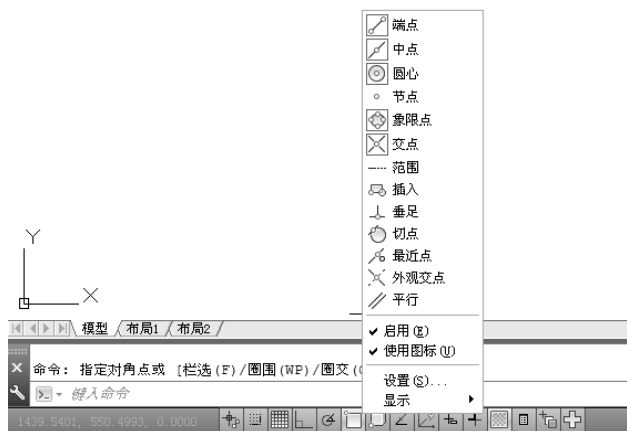 端点
中点
圆心
节点
象限点
交点
范围
插入
垂足
切点
最近点
外观交点
平行
启用(E)
使用图标(U)
设置(S)...
显示
Y
X
模型 布局1 布局2
命令: 指定对角点或 [栏选(F)/圈围(WP)/圈交(
键入命令
1439.5401, 550.4993, 0.0000